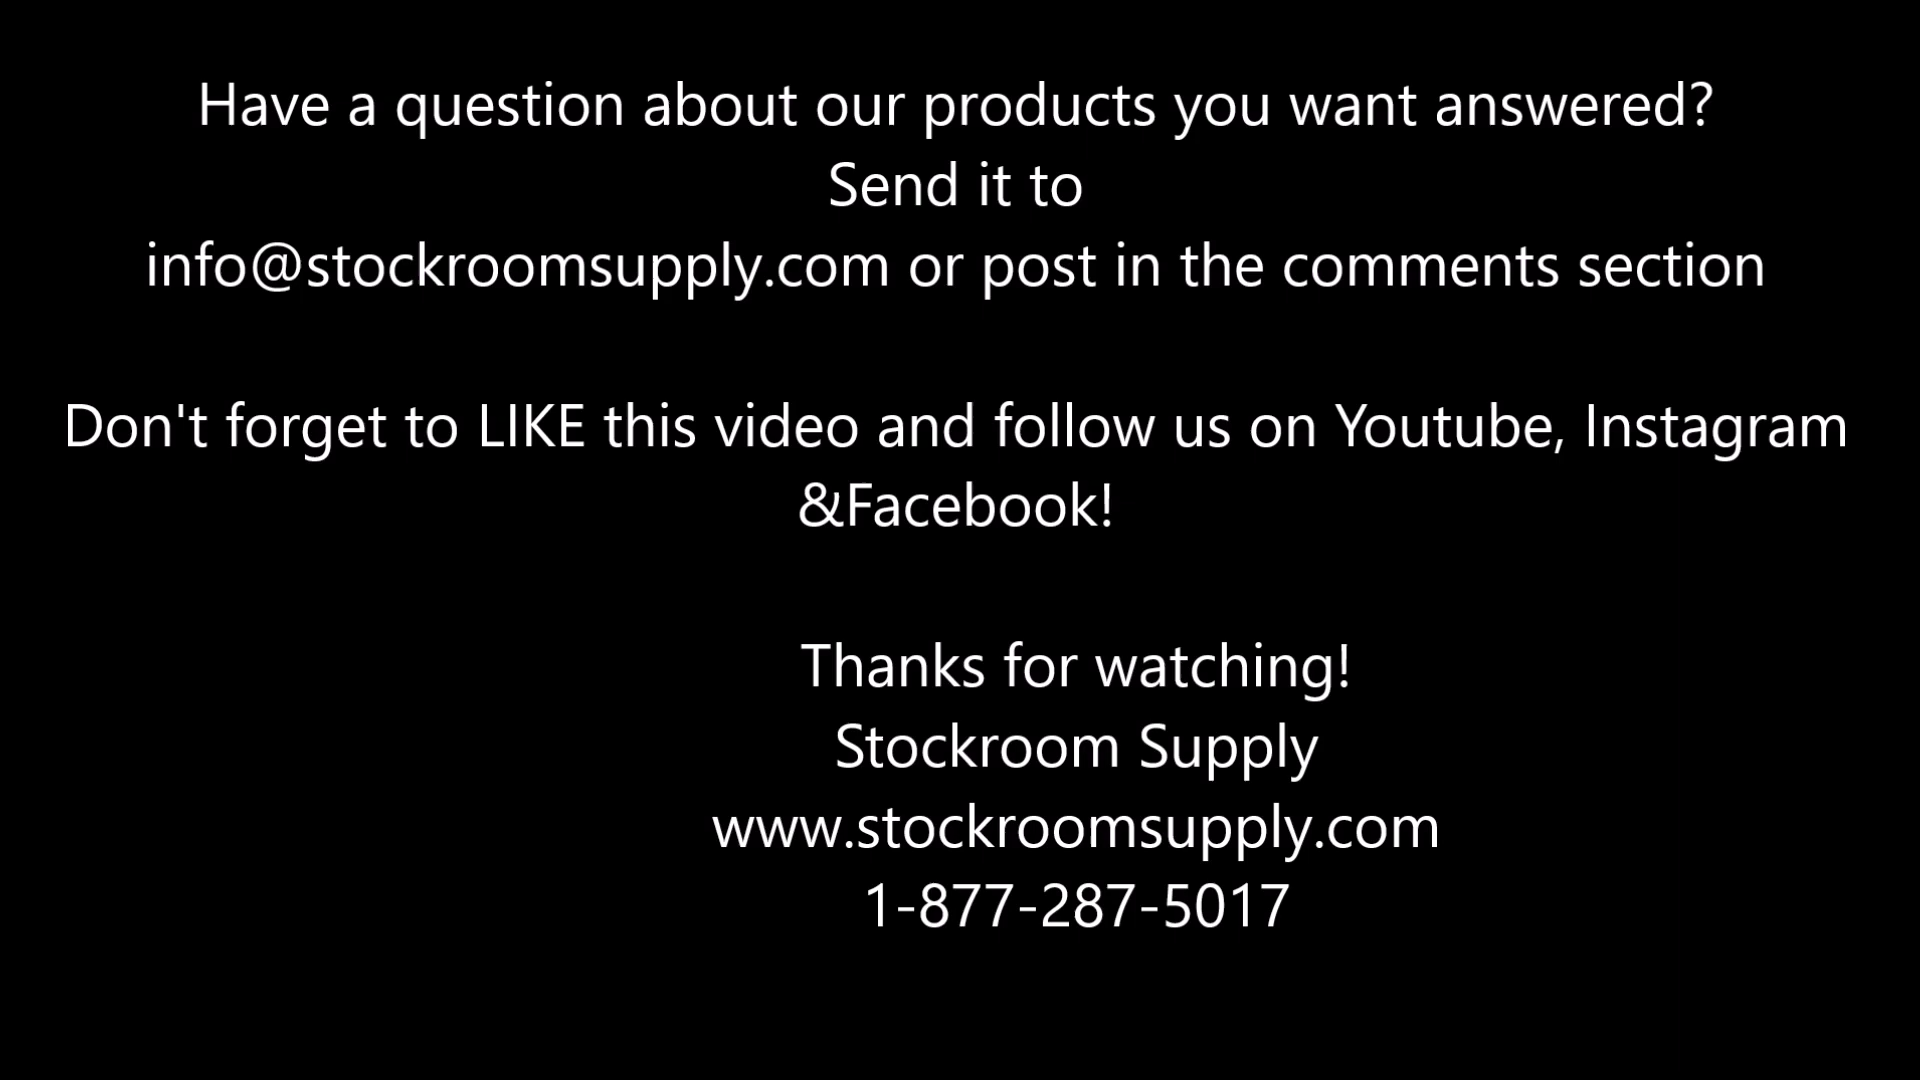 Have a question about our products you want answered?
Send it to
info@stockroomsupply.com or post in the comments section
Don't forget to LIKE this video and follow us on Youtube, Instagram
&Facebook!
Thanks for watching!
Stockroom Supply
www.stockroomsupply.com
1-877-287-5017